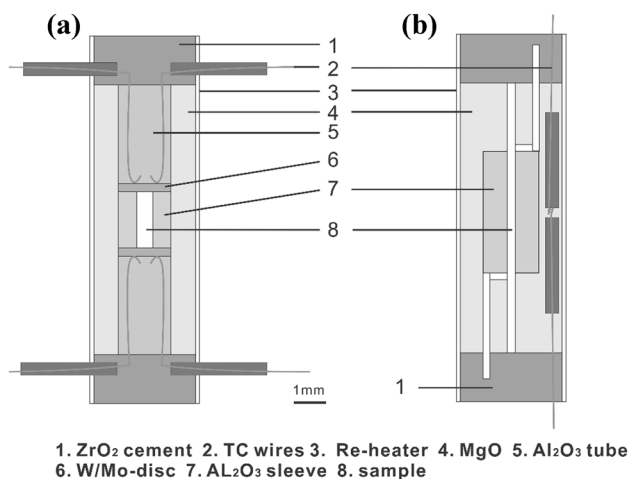 (a)
(b)
1
2
3
4
5
6
7
8
1
1mm
1. ZrO₂ cement 2. TC wires 3. Re-heater 4. MgO 5. Al₂O₃ tube
6. W/Mo-disc 7. AL₂O₃ sleeve 8. sample